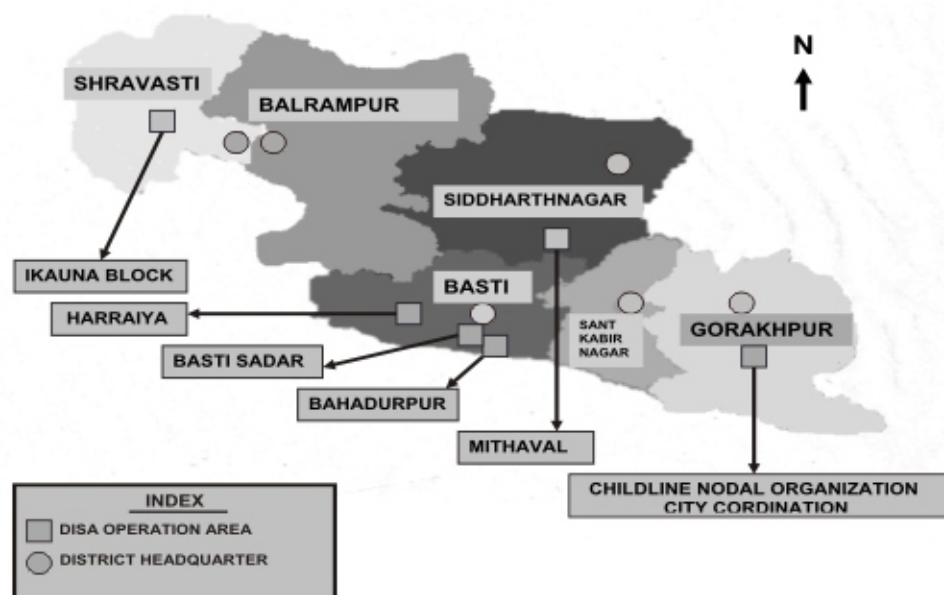 N
SHRAVASTI
BALRAMPUR
SIDDHARTHNAGAR
IKAUNA BLOCK
BASTI
HARRAIYA
SANT
KABIR
NAGAR
GORAKHPUR
BASTI SADAR
BAHADURPUR
MITHAVAL
CHILDLINE NODAL ORGANIZATION
CITY CORDINATION
INDEX
DISA OPERATION AREA
DISTRICT HEADQUARTER